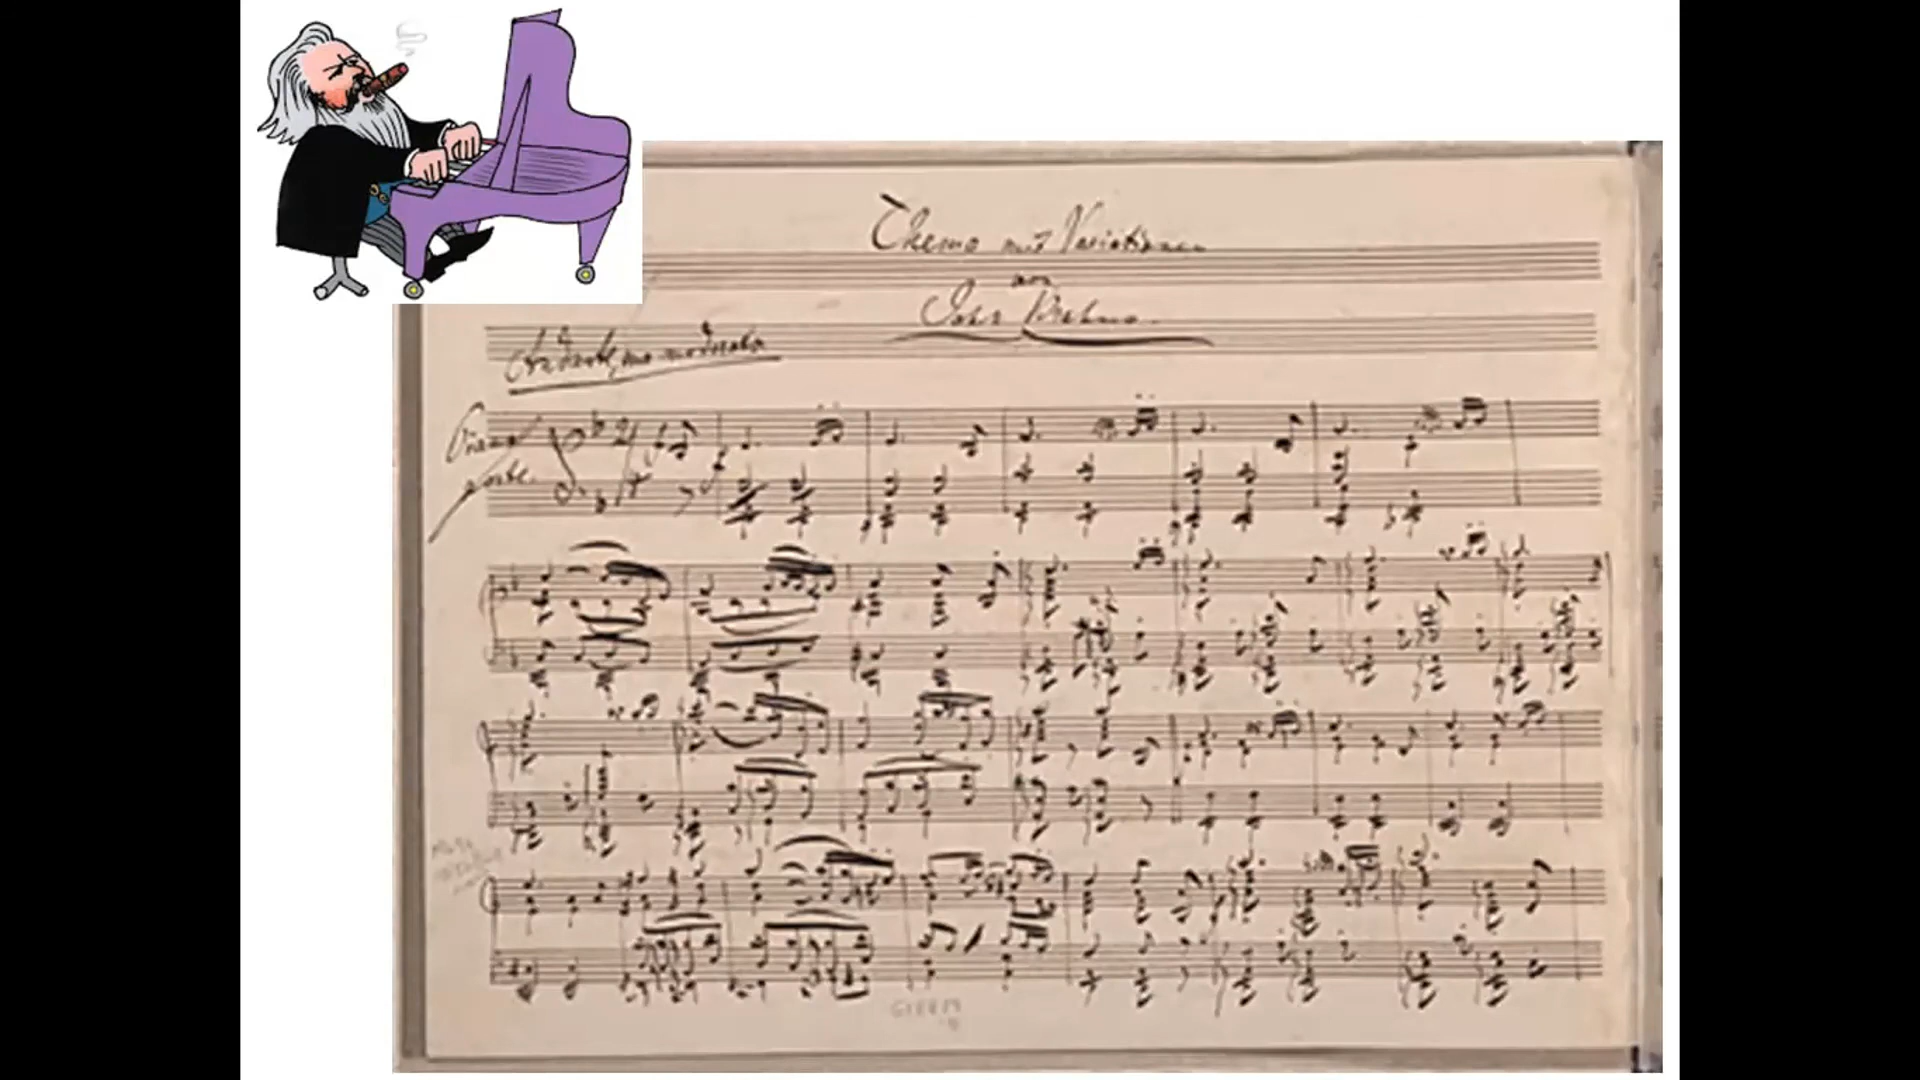 Thema mit Variationen
von
Johs Brahms.
Andante, ma moderato
Piano
forte.